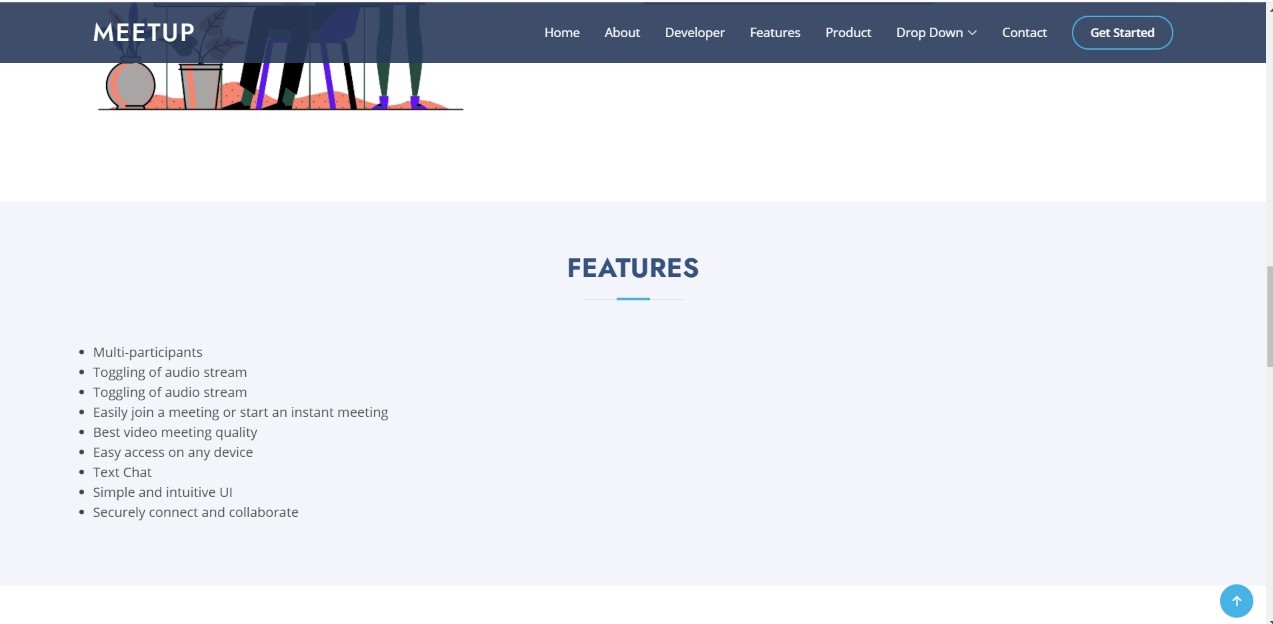 MEETUP
Home About Developer Features Product Drop Down Contact Get Started
FEATURES
Multi-participants
Toggling of audio stream
Toggling of audio stream
Easily join a meeting or start an instant meeting
Best video meeting quality
Easy access on any device
Text Chat
Simple and intuitive UI
Securely connect and collaborate